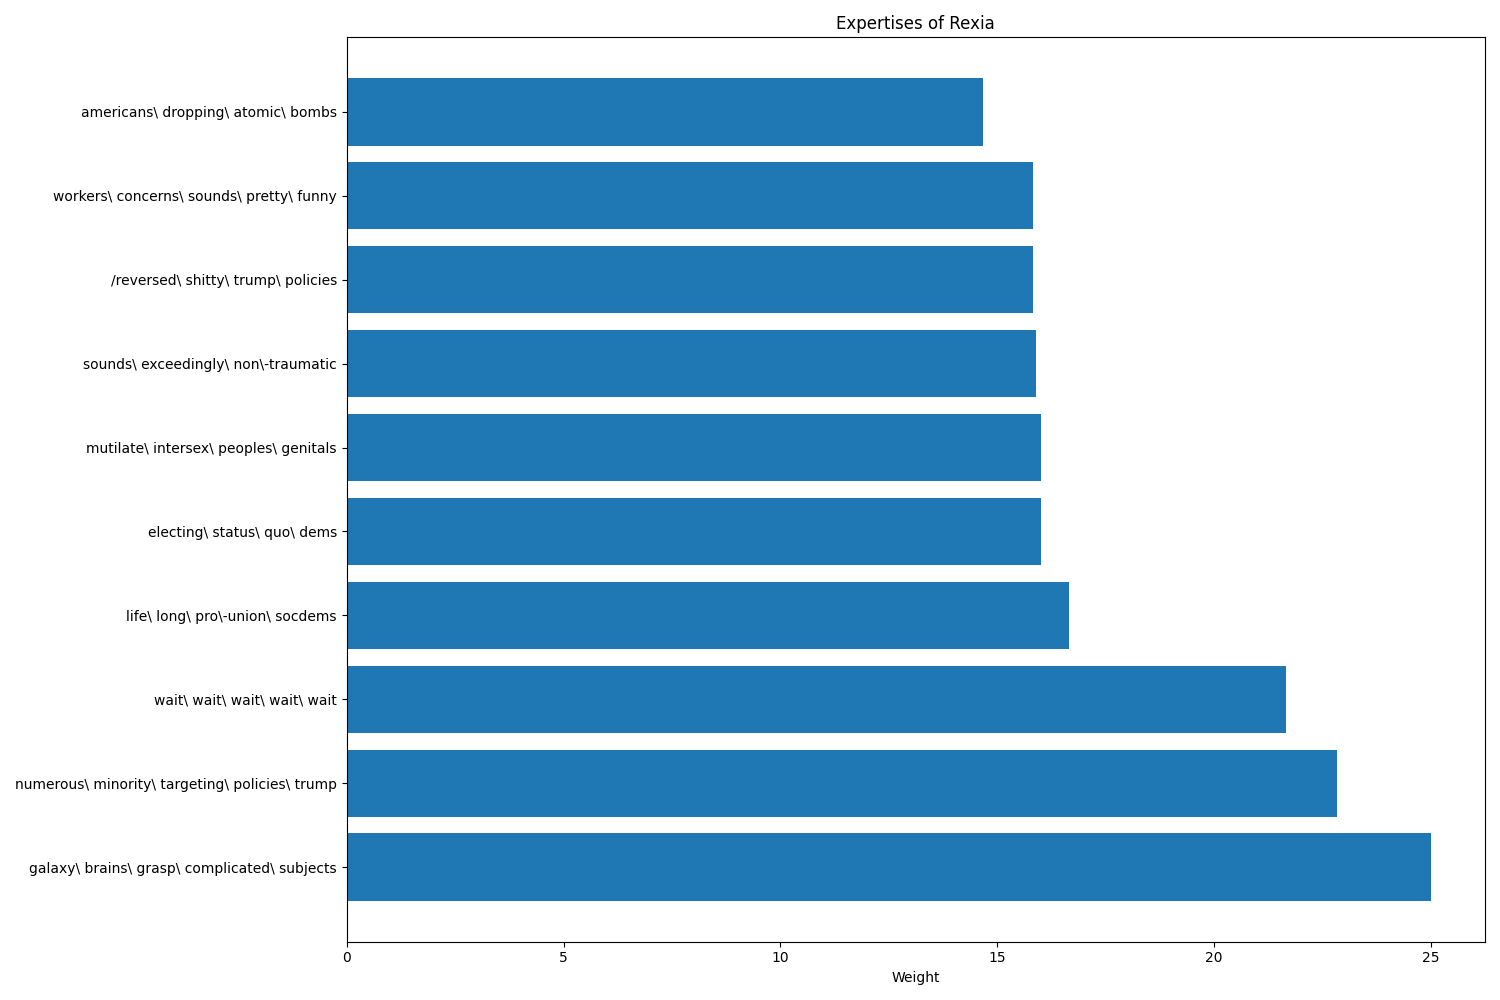 Expertises of Rexia
americans\ dropping\ atomic\ bombs
workers\ concerns\ sounds\ pretty\ funny
/reversed\ shitty\ trump\ policies
sounds\ exceedingly\ non\-traumatic
mutilate\ intersex\ peoples\ genitals
electing\ status\ quo\ dems
life\ long\ pro\-union\ socdems
wait\ wait\ wait\ wait\ wait
numerous\ minority\ targeting\ policies\ trump
galaxy\ brains\ grasp\ complicated\ subjects
0 5 10 15 20 25
Weight